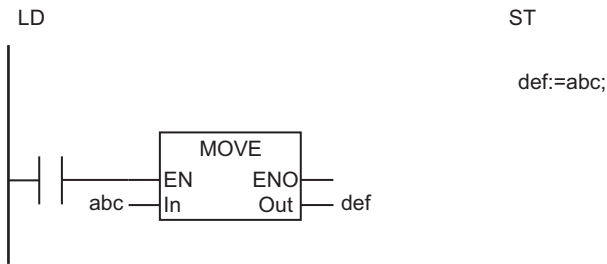 LD
ST
def:=abc;
MOVE
EN ENO
abc In Out def